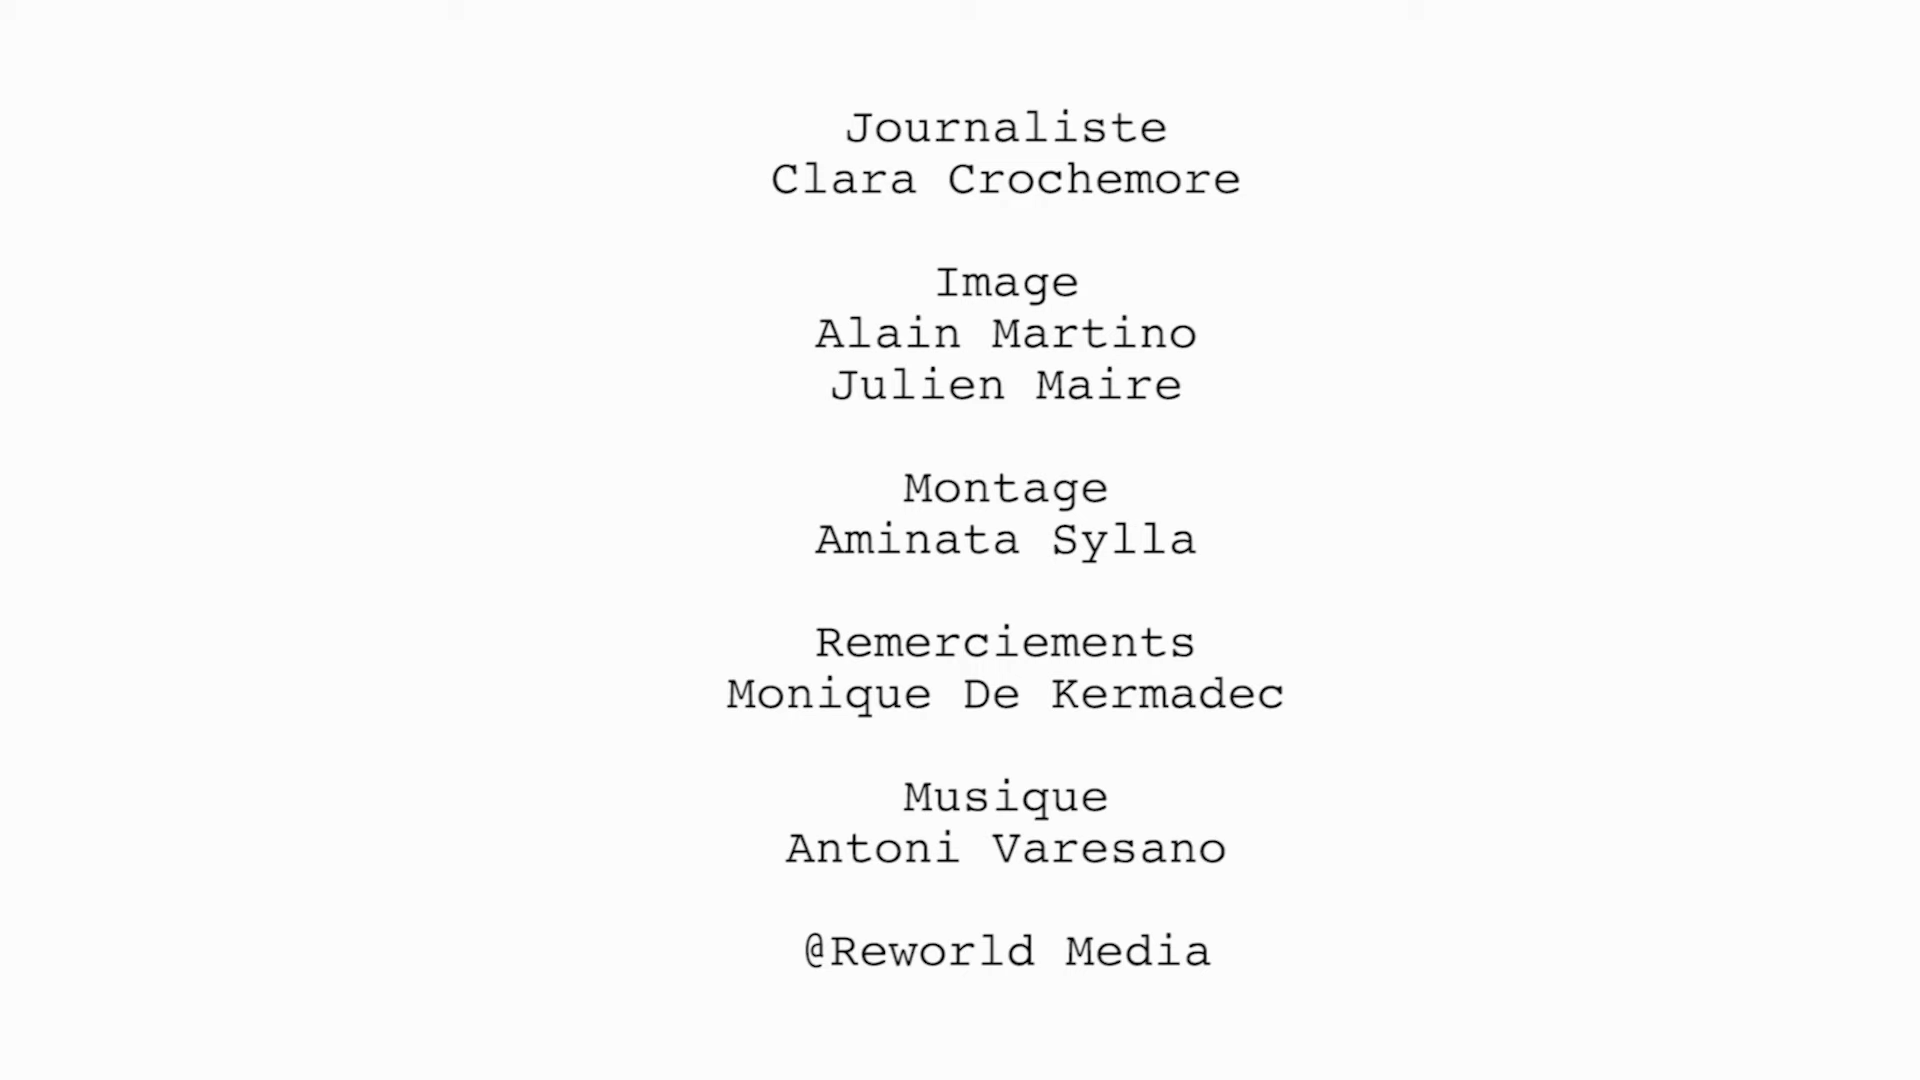 Journaliste
Clara Crochemore
Image
Alain Martino
Julien Maire
Montage
Aminata Sylla
Remerciements
Monique De Kermadec
Musique
Antoni Varesano
@Reworld Media